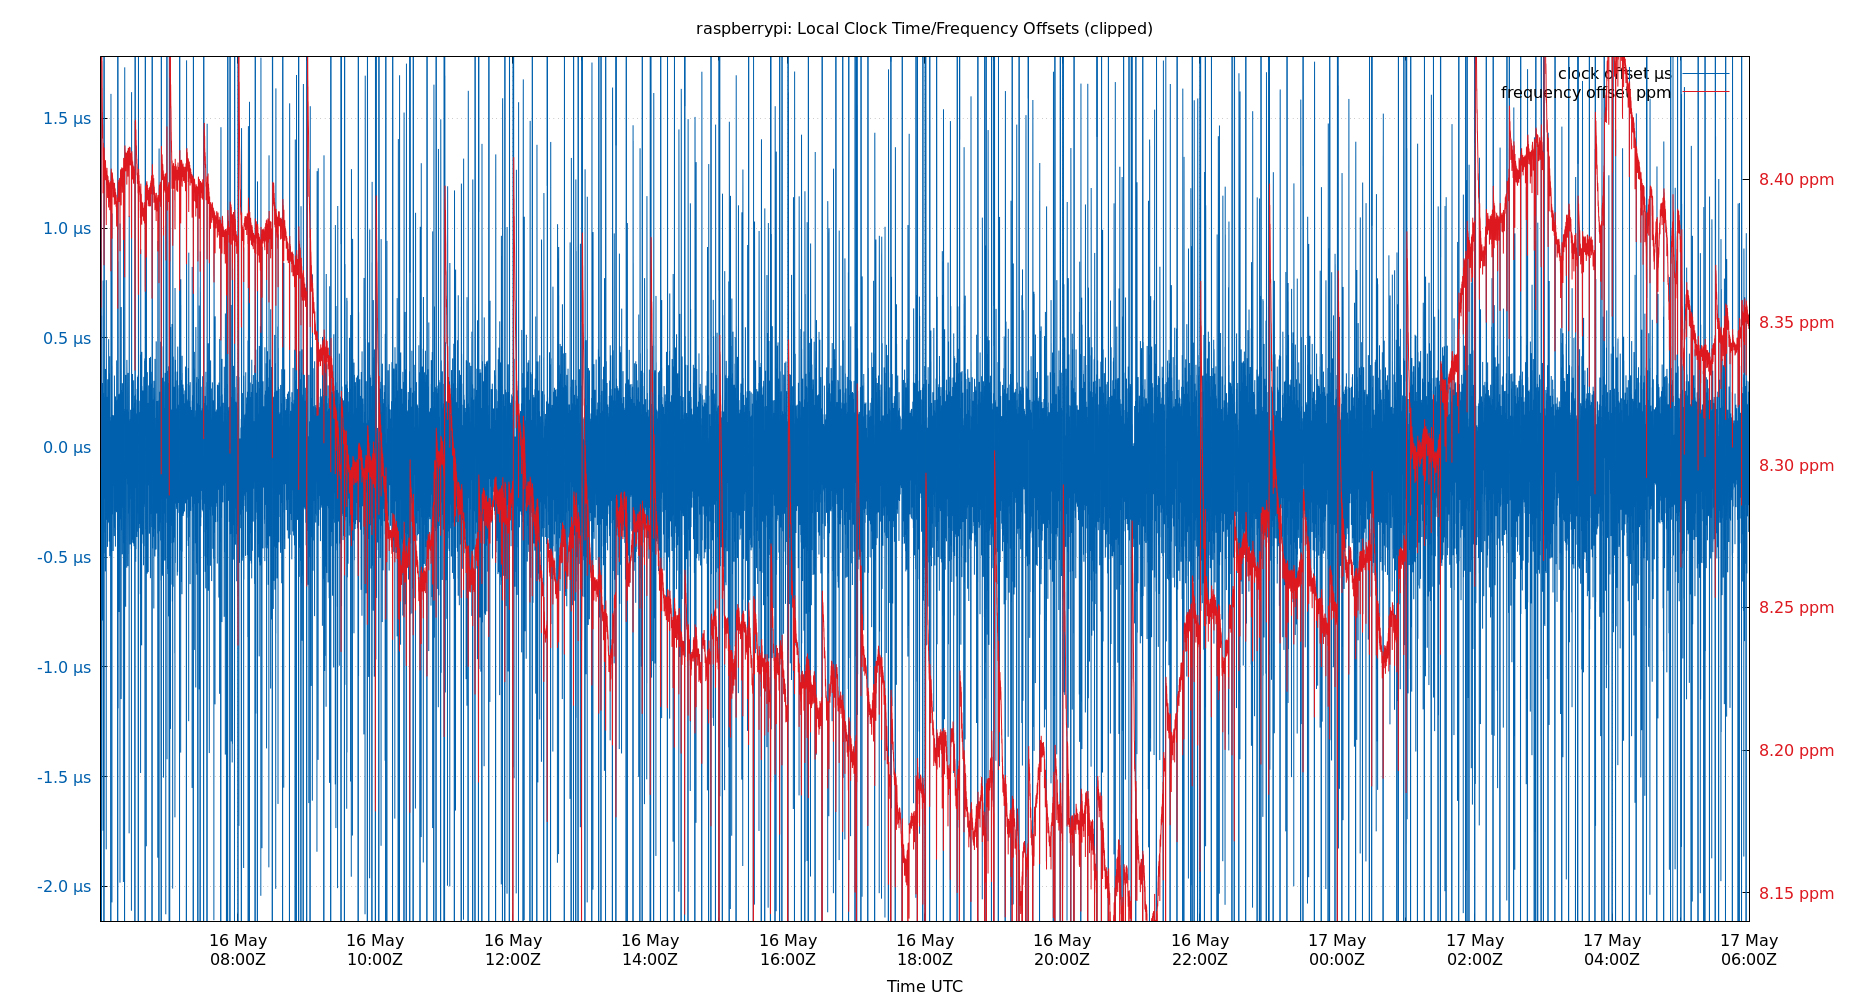 raspberrypi: Local Clock Time/Frequency Offsets (clipped)
clock offset µs
frequency offset ppm
1.5 µs
1.0 µs
0.5 µs
0.0 µs
-0.5 µs
-1.0 µs
-1.5 µs
-2.0 µs
8.40 ppm
8.35 ppm
8.30 ppm
8.25 ppm
8.20 ppm
8.15 ppm
16 May 16 May 16 May 16 May 16 May 16 May 16 May 16 May 17 May 17 May 17 May 17 May
08:00Z 10:00Z 12:00Z 14:00Z 16:00Z 18:00Z 20:00Z 22:00Z 00:00Z 02:00Z 04:00Z 06:00Z
Time UTC